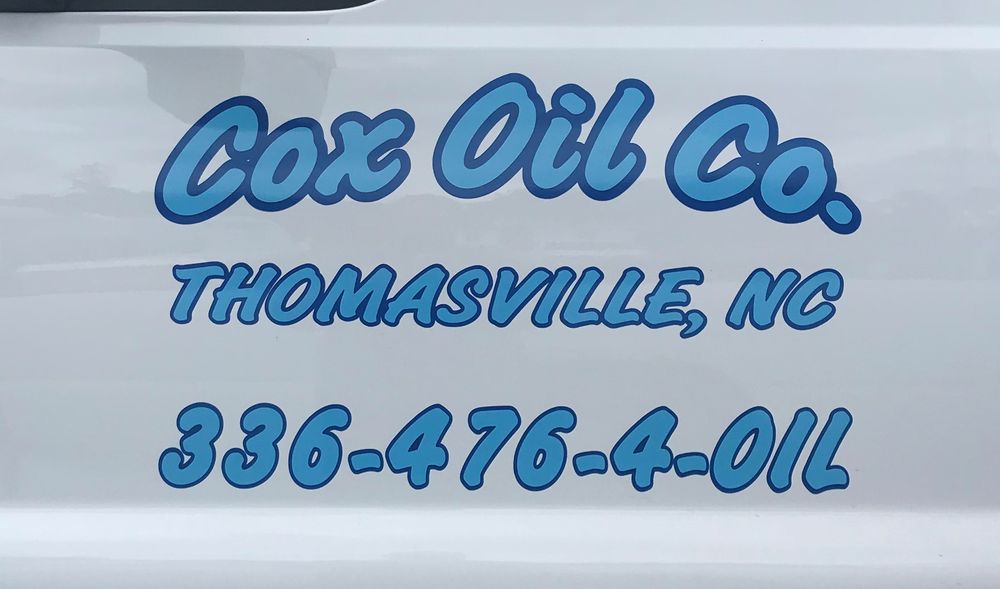 Cox Oil Co.
THOMASVILLE, NC
336-476-4-OIL